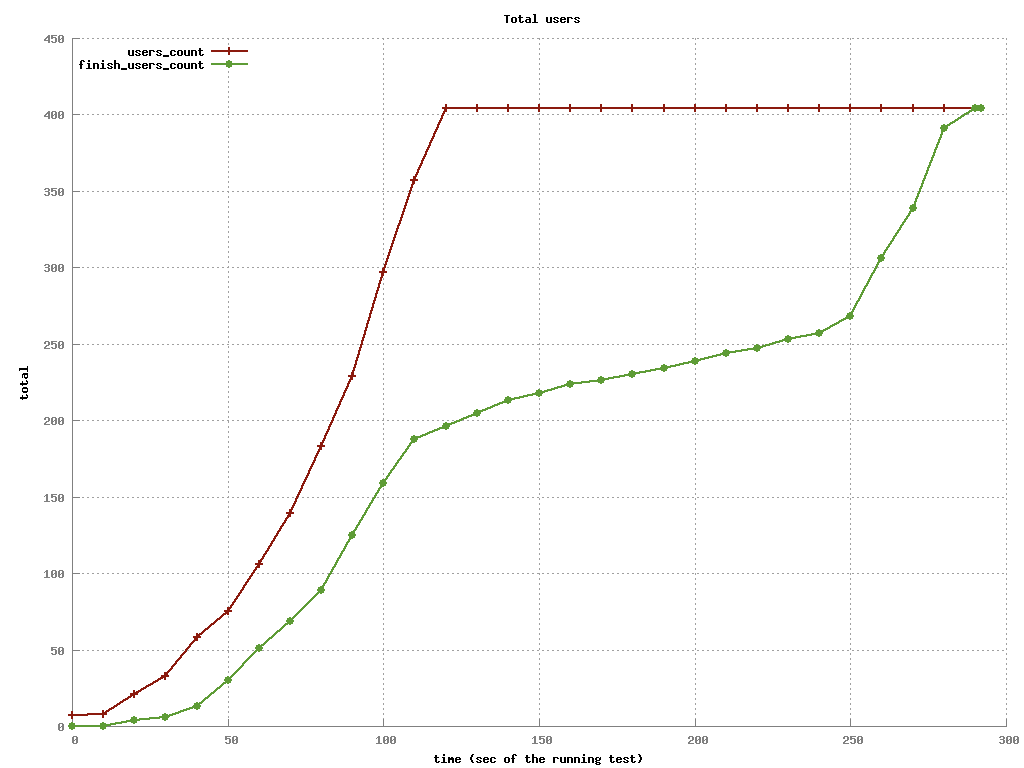 Total users
users_count
finish_users_count
450
400
350
300
250
200
150
100
50
0
total
0 50 100 150 200 250 300
time (sec of the running test)